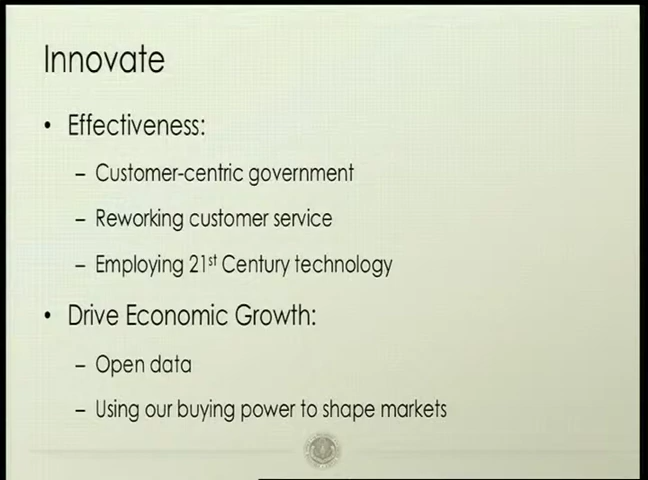 Innovate
• Effectiveness:
– Customer-centric government
– Reworking customer service
– Employing 21st Century technology
• Drive Economic Growth:
– Open data
– Using our buying power to shape markets